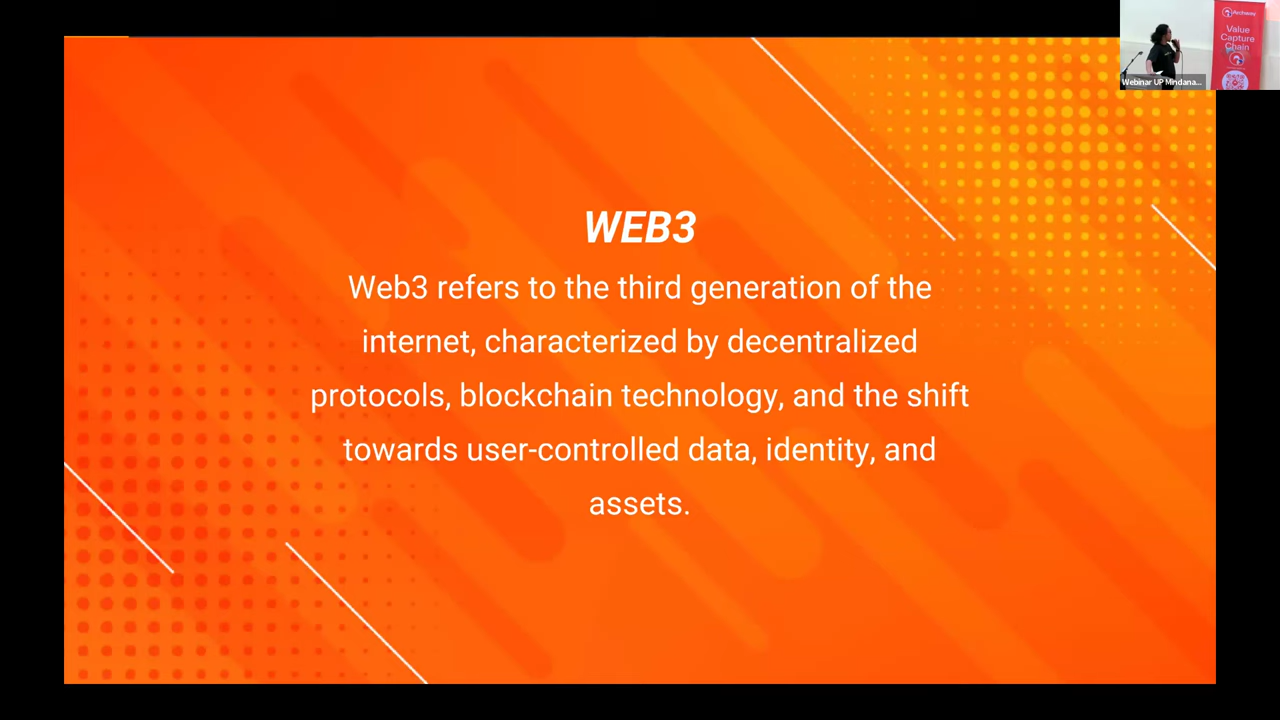 WEB3
Web3 refers to the third generation of the
internet, characterized by decentralized
protocols, blockchain technology, and the shift
towards user-controlled data, identity, and
assets.
Archway
Value
Capture
Chain
Webinar UP Mindana...